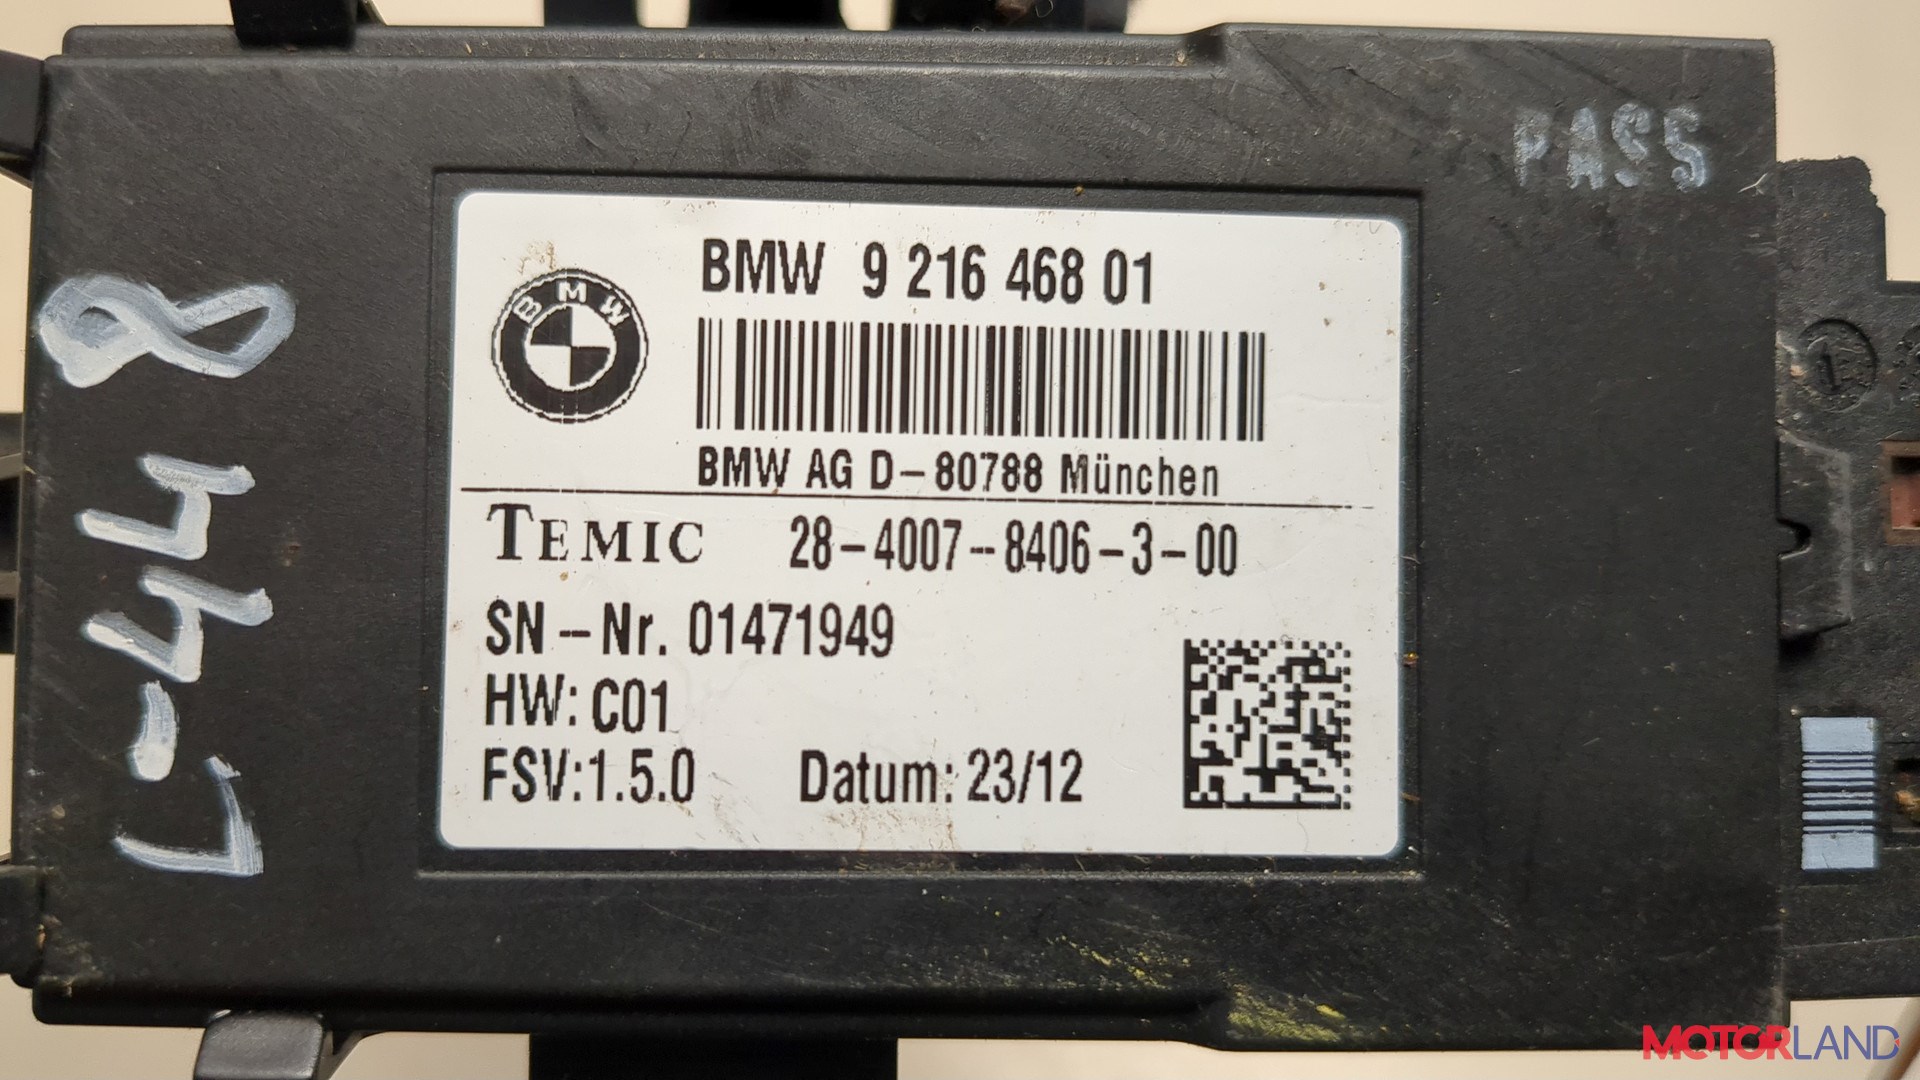 PASS
BMW
BMW 9 216 468 01
BMW AG D-80788 München
TEMIC 28-4007-8406-3-00
SN-Nr. 01471949
HW: C01
FSV:1.5.0 Datum: 23/12
L-448
1
MOTORLAND